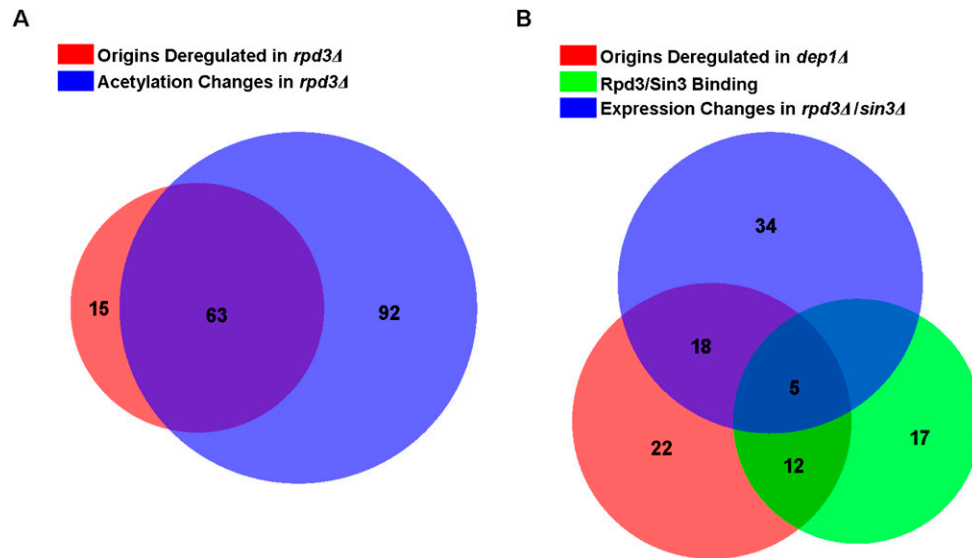 A
Origins Deregulated in rpd3Δ
Acetylation Changes in rpd3Δ
15
63
92
B
Origins Deregulated in dep1Δ
Rpd3/Sin3 Binding
Expression Changes in rpd3Δ/sin3Δ
34
18
5
22
12
17